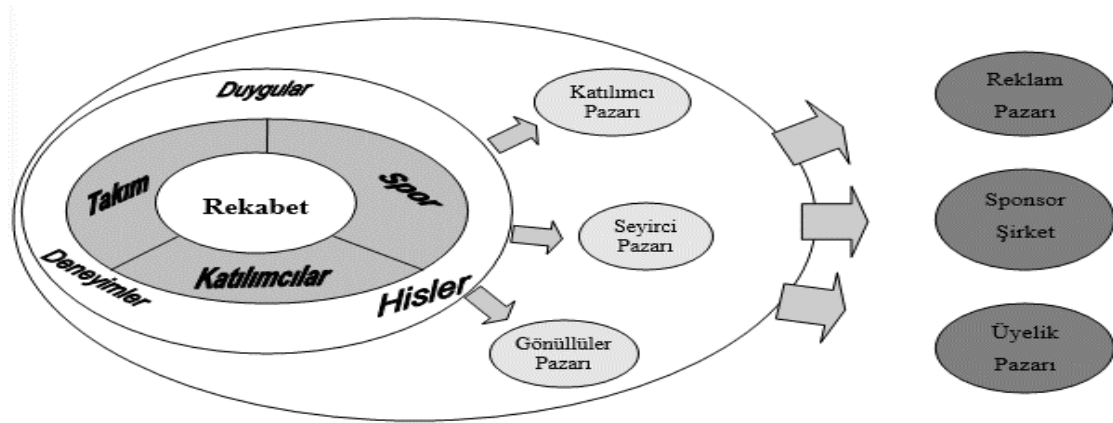 Duygular
Takım
Spor
Rekabet
Katılımcılar
Deneyimler
Hisler
Katılımcı
Pazarı
Seyirci
Pazarı
Gönüllüler
Pazarı
Reklam
Pazarı
Sponsor
Şirket
Üyelik
Pazarı